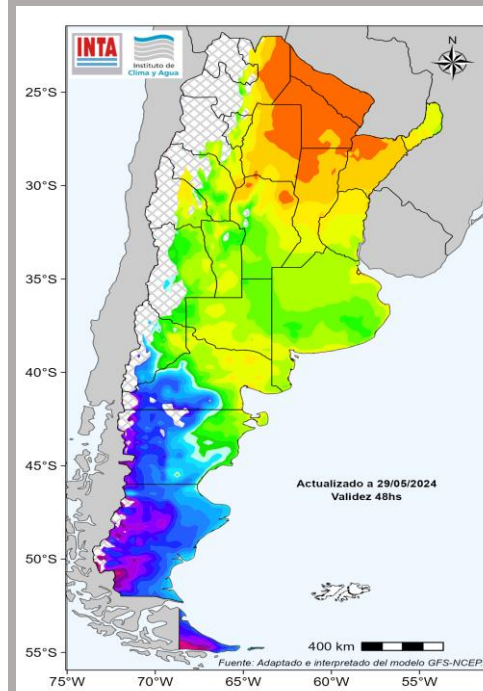 INTA
Instituto de
Clima y Agua
N
25°S
30°S
35°S
40°S
45°S
50°S
55°S
Actualizado a 29/05/2024
Validez 48hs
400 km
Fuente: Adaptado e interpretado del modelo GFS-NCEP.
75°W
70°W
65°W
60°W
55°W